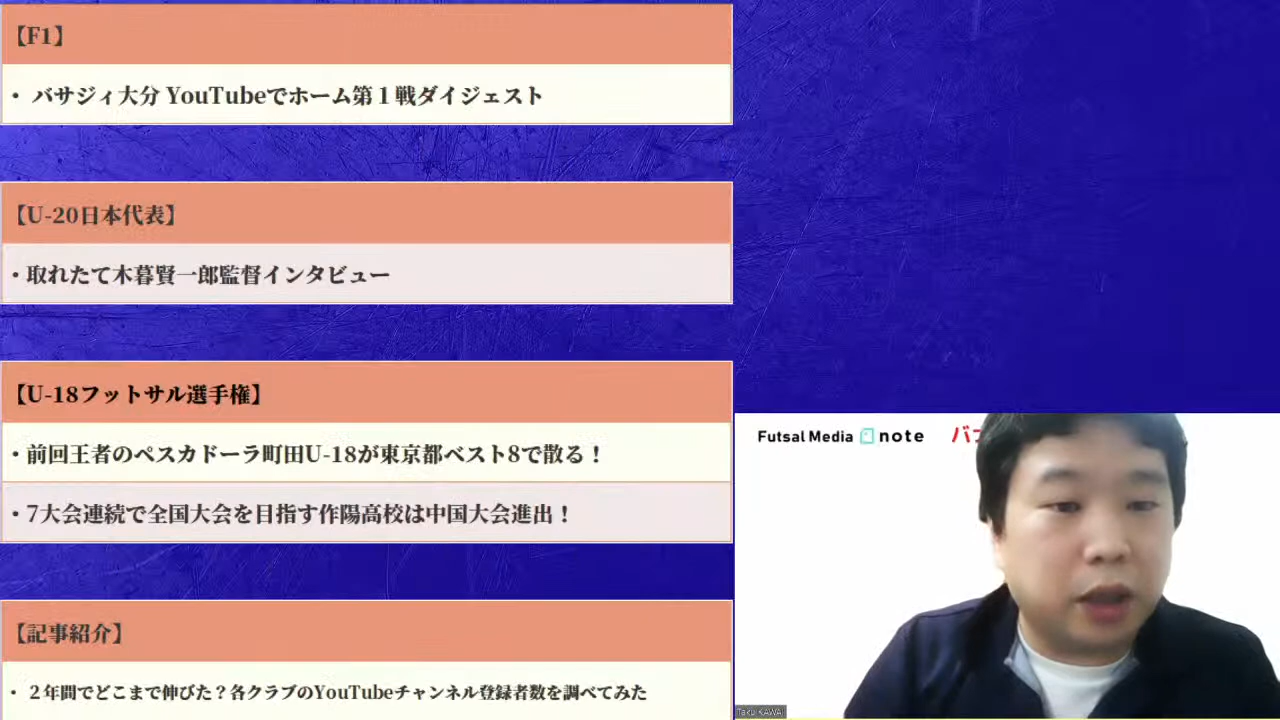 【F1】
・ バサジィ大分 YouTubeでホーム第１戦ダイジェスト
【U-20日本代表】
・取れたて木暮賢一郎監督インタビュー
【U-18フットサル選手権】
・前回王者のペスカドーラ町田U-18が東京都ベスト8で散る！
・7大会連続で全国大会を目指す作陽高校は中国大会進出！
【記事紹介】
・ ２年間でどこまで伸びた？各クラブのYouTubeチャンネル登録者数を調べてみた
Futsal Media note バ
Taku KAWAI